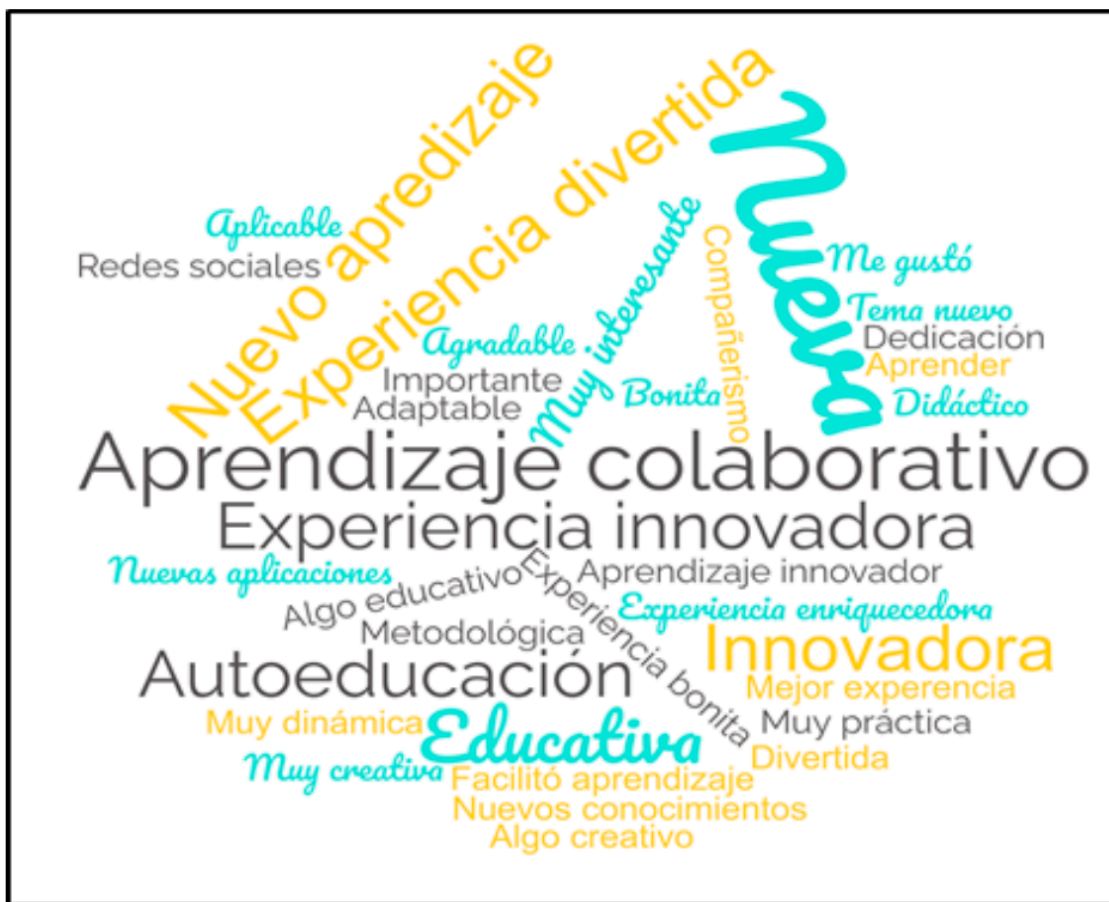 Nuevo apredizaje
Experiencia divertida
Nueva
Aplicable
Redes sociales
Muy interesante
Compañerismo
Me gustó
Tema nuevo
Dedicación
Aprender
Didáctico
Agradable
Importante
Adaptable
Bonita
Aprendizaje colaborativo
Experiencia innovadora
Nuevas aplicaciones
Algo educativo
Experiencia bonita
Aprendizaje innovador
Experiencia enriquecedora
Metodológica
Innovadora
Autoeducación
Mejor experencia
Muy dinámica
Educativa
Muy práctica
Divertida
Muy creativa
Facilitó aprendizaje
Nuevos conocimientos
Algo creativo